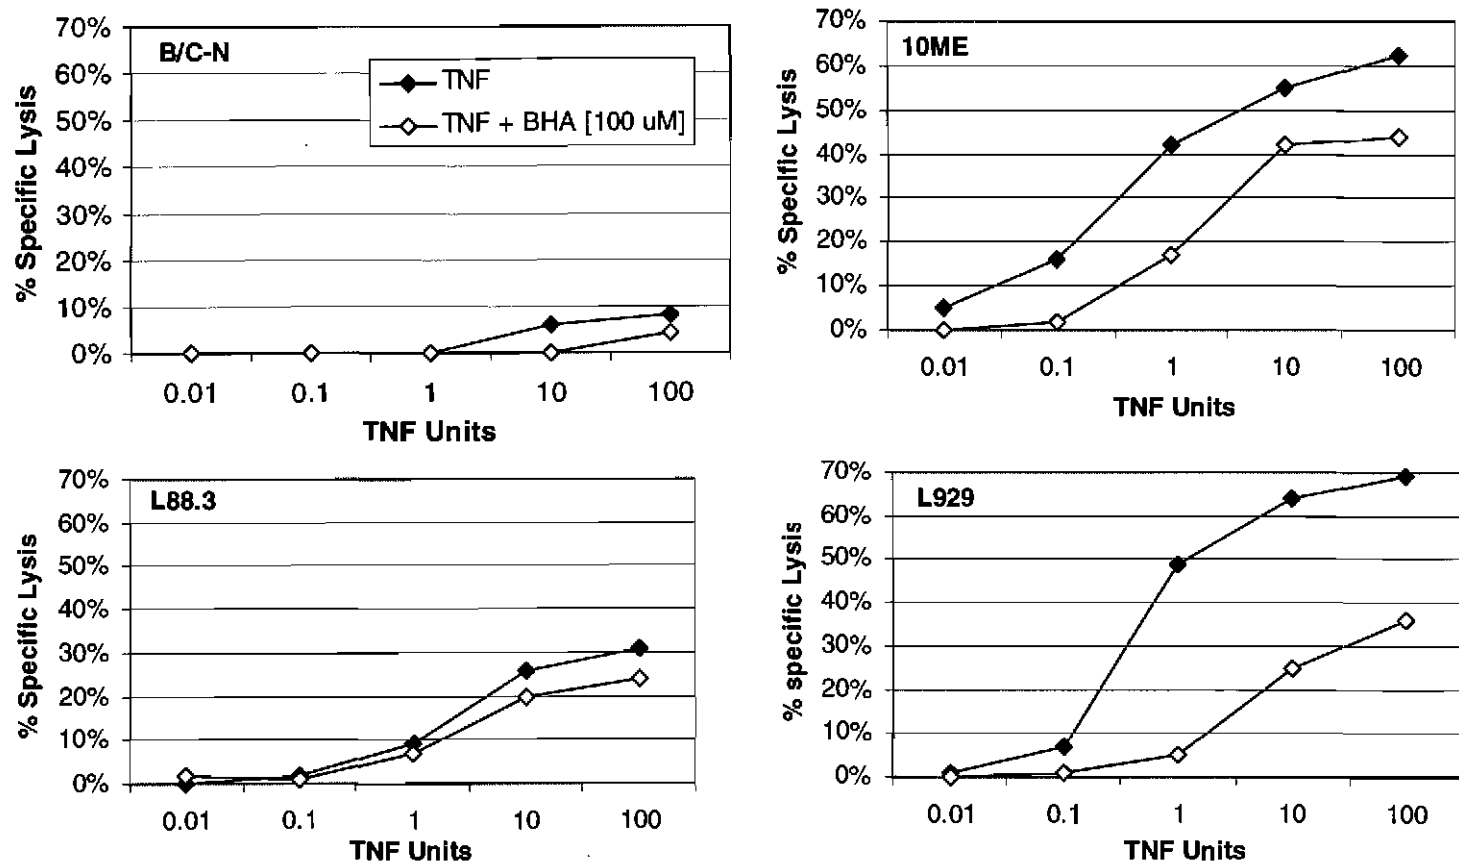 B/C-N
TNF
TNF + BHA [100 uM]
% Specific Lysis
70%
60%
50%
40%
30%
20%
10%
0%
0.01 0.1 1 10 100
TNF Units
10ME
% Specific Lysis
70%
60%
50%
40%
30%
20%
10%
0%
0.01 0.1 1 10 100
TNF Units
L88.3
% Specific Lysis
70%
60%
50%
40%
30%
20%
10%
0%
0.01 0.1 1 10 100
TNF Units
L929
% specific Lysis
70%
60%
50%
40%
30%
20%
10%
0%
0.01 0.1 1 10 100
TNF Units